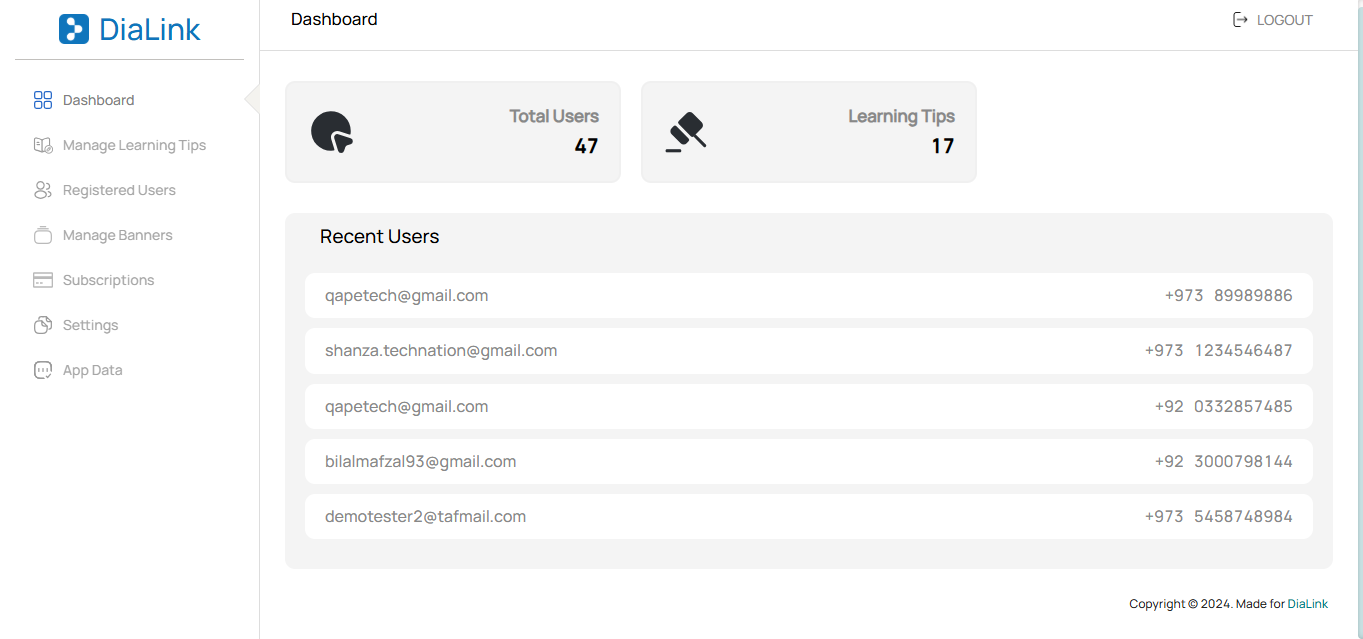 DiaLink
Dashboard
LOGOUT
Dashboard
Manage Learning Tips
Registered Users
Manage Banners
Subscriptions
Settings
App Data
Total Users
47
Learning Tips
17
Recent Users
qapetech@gmail.com +973 89989886
shanza.technation@gmail.com +973 1234546487
qapetech@gmail.com +92 0332857485
bilalmafzal93@gmail.com +92 3000798144
demotester2@tafmail.com +973 5458748984
Copyright © 2024. Made for DiaLink